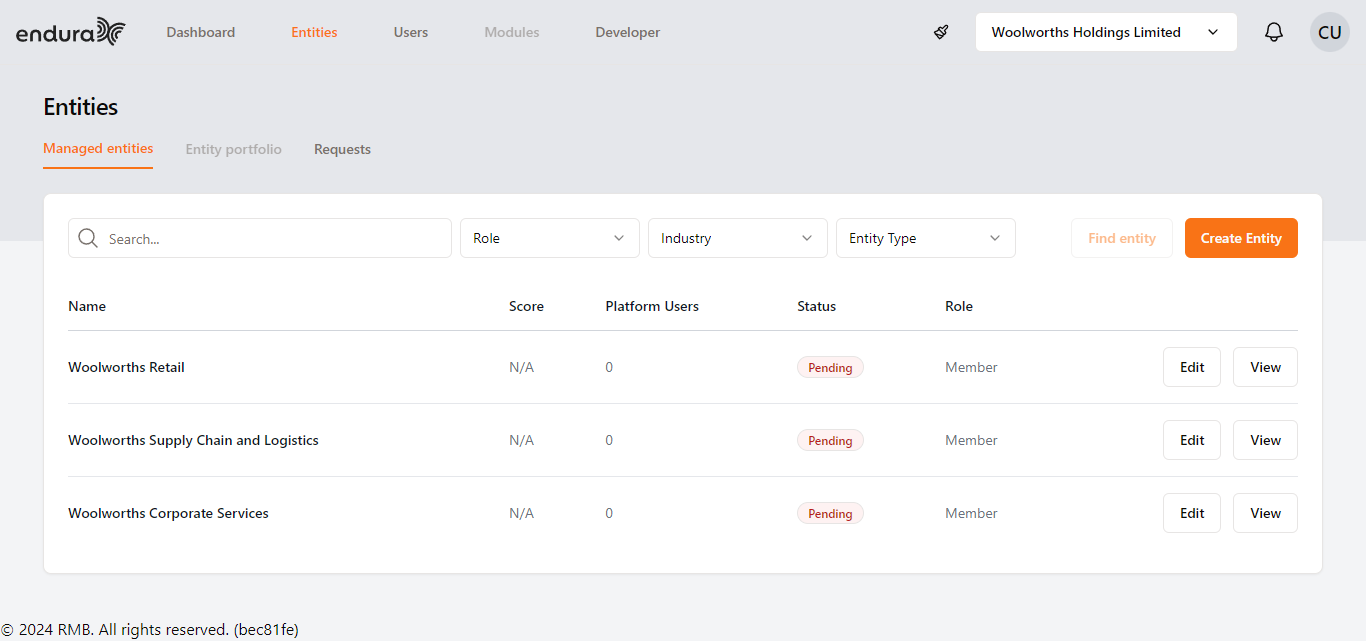 endura Dashboard Entities Users Modules Developer Woolworths Holdings Limited CU
Entities
Managed entities Entity portfolio Requests
Search... Role Industry Entity Type Find entity Create Entity
Name Score Platform Users Status Role
Woolworths Retail N/A 0 Pending Member Edit View
Woolworths Supply Chain and Logistics N/A 0 Pending Member Edit View
Woolworths Corporate Services N/A 0 Pending Member Edit View
© 2024 RMB. All rights reserved. (bec81fe)